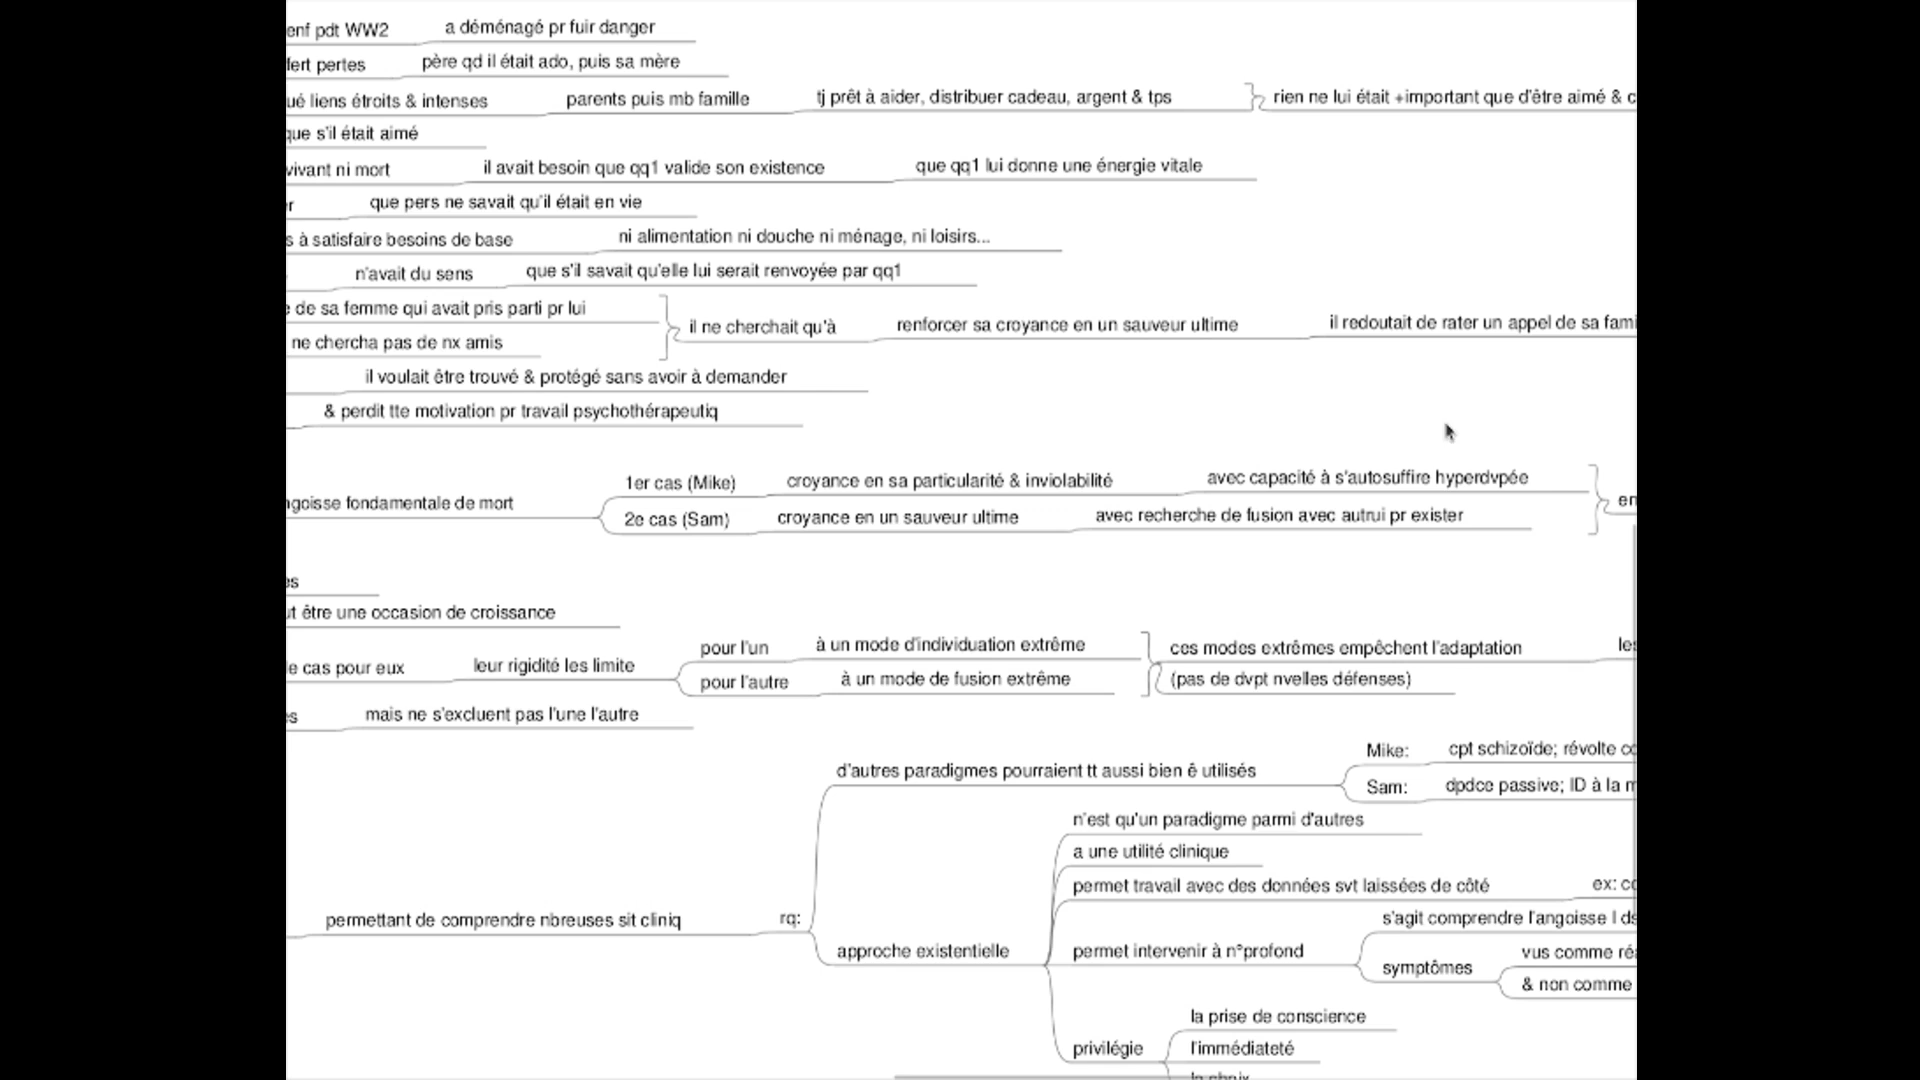 enf pdt WW2 a déménagé pr fuir danger
fert pertes père qd il était ado, puis sa mère
ué liens étroits & intenses parents puis mb famille tj prêt à aider, distribuer cadeau, argent & tps rien ne lui était +important que d'être aimé & c
que s'il était aimé
vivant ni mort il avait besoin que qq1 valide son existence que qq1 lui donne une énergie vitale
r que pers ne savait qu'il était en vie
s à satisfaire besoins de base ni alimentation ni douche ni ménage, ni loisirs...
n'avait du sens que s'il savait qu'elle lui serait renvoyée par qq1
e de sa femme qui avait pris parti pr lui
il ne cherchait qu'à renforcer sa croyance en un sauveur ultime il redoutait de rater un appel de sa fami
ne chercha pas de nx amis
il voulait être trouvé & protégé sans avoir à demander
& perdit tte motivation pr travail psychothérapeutiq
1er cas (Mike) croyance en sa particularité & inviolabilité avec capacité à s'autosuffire hyperdvpée
ngoisse fondamentale de mort en
2e cas (Sam) croyance en un sauveur ultime avec recherche de fusion avec autrui pr exister
es
ut être une occasion de croissance
pour l'un à un mode d'individuation extrême ces modes extrêmes empêchent l'adaptation les
le cas pour eux leur rigidité les limite
pour l'autre à un mode de fusion extrême (pas de dvpt nvelles défenses)
es mais ne s'excluent pas l'une l'autre
Mike: cpt schizoïde; révolte co
d'autres paradigmes pourraient tt aussi bien ê utilisés
Sam: dpdce passive; ID à la m
n'est qu'un paradigme parmi d'autres
a une utilité clinique
permet travail avec des données svt laissées de côté ex: co
permettant de comprendre nbreuses sit cliniq rq:
s'agit comprendre l'angoisse I ds
approche existentielle permet intervenir à n°profond
vus comme réa
symptômes
& non comme
la prise de conscience
privilégie l'immédiateté
le choix